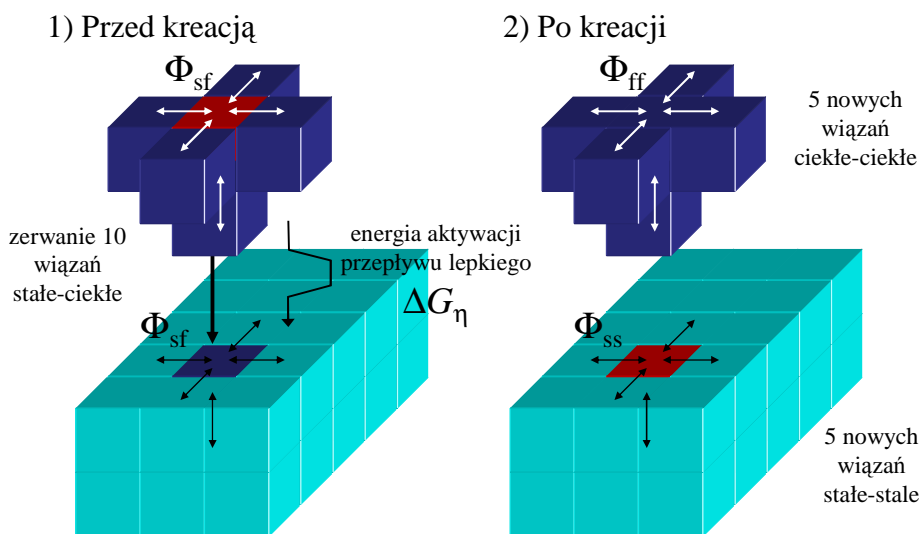 1) Przed kreacją
Φsf
zerwanie 10
wiązań
stałe-ciekłe
energia aktywacji
przepływu lepkiego
ΔGη
Φsf
2) Po kreacji
Φff
5 nowych
wiązań
ciekłe-ciekłe
Φss
5 nowych
wiązań
stałe-stale